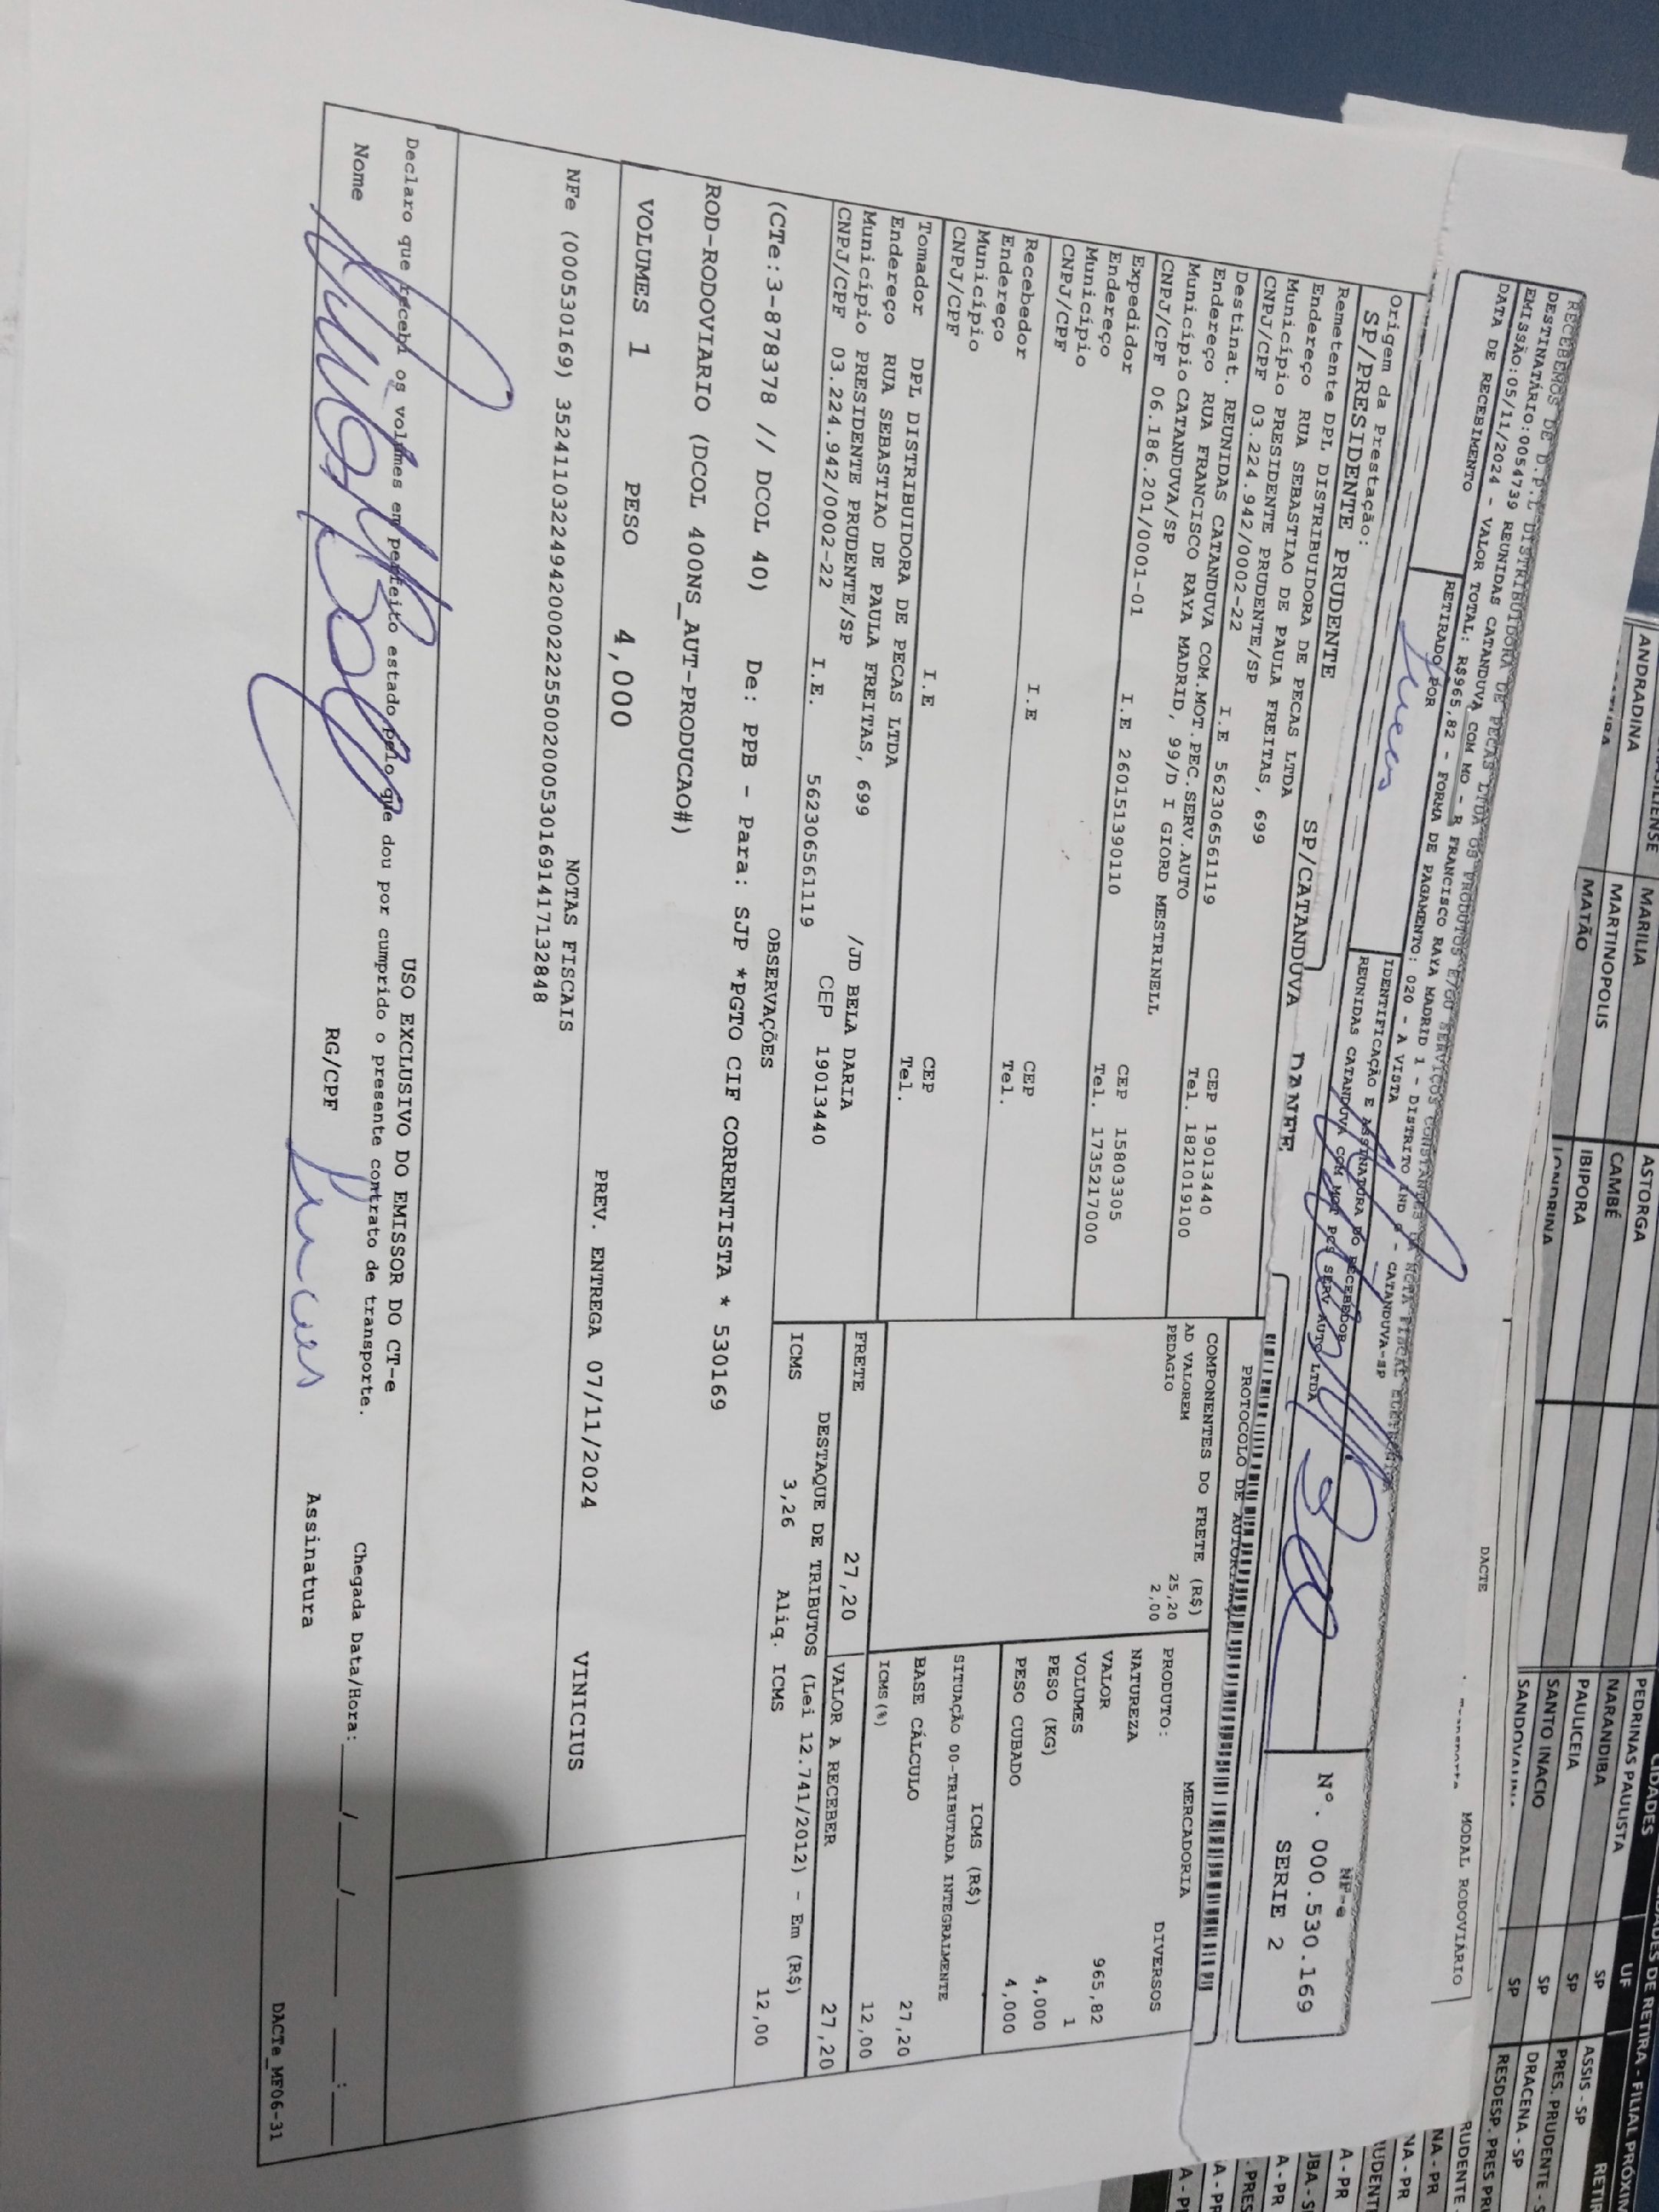 RECEBEMOS DE D.P.L DISTRIBUIDORA DE PECAS LTDA OS PRODUTOS E/OU SERVIÇOS CONSTANTES DA NOTA FISCAL ELETRONICA
DESTINATÁRIO:0054739 REUNIDAS CATANDUVA COM MO - R FRANCISCO RAYA MADRID 1 - DISTRITO IND - CATANDUVA-SP
EMISSÃO:05/11/2024 - VALOR TOTAL: R$965,82 - FORMA DE PAGAMENTO: 020 - A VISTA
DATA DE RECEBIMENTO
RETIRADO POR
IDENTIFICAÇÃO E ASSINATURA DO RECEBEDOR
REUNIDAS CATANDUVA COM MOT PCS SERV AUTO LTDA
NF-e
Nº. 000.530.169
SERIE 2
DACTE
MODAL RODOVIÁRIO
Origem da Prestação:
SP/PRESIDENTE PRUDENTE
SP/CATANDUVA
DANFE
PROTOCOLO DE
Remetente DPL DISTRIBUIDORA DE PECAS LTDA
Endereço RUA SEBASTIAO DE PAULA FREITAS, 699
Município PRESIDENTE PRUDENTE/SP CEP 19013440
CNPJ/CPF 03.224.942/0002-22 I.E 562306561119 Tel. 1821019100
Destinat. REUNIDAS CATANDUVA COM.MOT.PEC.SERV.AUTO
Endereço RUA FRANCISCO RAYA MADRID, 99/D I GIORD MESTRINELL
Município CATANDUVA/SP CEP 15803305
CNPJ/CPF 06.186.201/0001-01 I.E 260151390110 Tel. 1735217000
Expedidor
Endereço
Município CEP
CNPJ/CPF I.E Tel.
Recebedor
Endereço
Município CEP
CNPJ/CPF I.E Tel.
Tomador DPL DISTRIBUIDORA DE PECAS LTDA
Endereço RUA SEBASTIAO DE PAULA FREITAS, 699 /JD BELA DARIA
Município PRESIDENTE PRUDENTE/SP CEP 19013440
CNPJ/CPF 03.224.942/0002-22 I.E. 562306561119
COMPONENTES DO FRETE (R$)
AD VALOREM 25,20
PEDAGIO 2,00
MERCADORIA
PRODUTO: DIVERSOS
NATUREZA
VALOR 965,82
VOLUMES 1
PESO (KG) 4,000
PESO CUBADO 4,000
ICMS (R$)
SITUAÇÃO 00-TRIBUTADA INTEGRALMENTE
BASE CÁLCULO 27,20
ICMS(%) 12,00
FRETE 27,20 VALOR A RECEBER 27,20
DESTAQUE DE TRIBUTOS (Lei 12.741/2012) - Em (R$)
ICMS 3,26 Aliq. ICMS 12,00
OBSERVAÇÕES
(CTe:3-878378 // DCOL 40) De: PPB - Para: SJP *PGTO CIF CORRENTISTA * 530169
ROD-RODOVIARIO (DCOL 400NS_AUT-PRODUCAO#)
VOLUMES 1 PESO 4,000 PREV. ENTREGA 07/11/2024 VINICIUS
NOTAS FISCAIS
NFe (000530169) 35241103224942000222550020005301691417132848
USO EXCLUSIVO DO EMISSOR DO CT-e
Declaro que recebi os volumes em perfeito estado pelo que dou por cumprido o presente contrato de transporte.
Chegada Data/Hora:____/____/______ ____:____
Nome RG/CPF Assinatura
DACTe_MF06-31
ANDRADINA MARILIA ASTORGA PEDRINAS PAULISTA
MARTINOPOLIS CAMBÉ NARANDIBA SP
MATÃO IBIPORA PAULICEIA SP
LONDRINA SANTO INACIO SP
SP
CIDADES UF
ASSIS - SP
PRES. PRUDENTE - S
DRACENA - SP